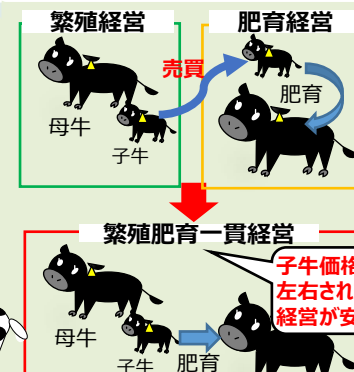 繁殖経営
肥育経営
売買
肥育
母牛
子牛
繁殖肥育一貫経営
子牛価格
左右され
経営が安
母牛
子牛
肥育